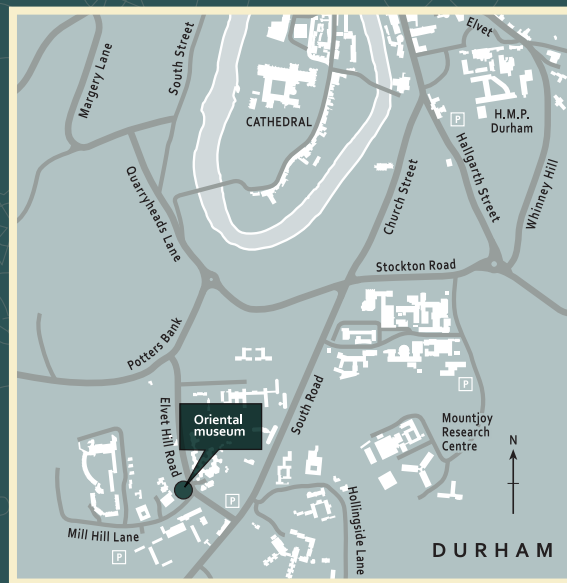 Margery Lane
South Street
CATHEDRAL
Elvet
P
H.M.P.
Durham
Hallgarth Street
Whinney Hill
Church Street
Quarryheads Lane
Stockton Road
Potters Bank
South Road
P
Elvet Hill Road
Oriental
museum
Mountjoy
Research
Centre
N
P
Hollingside Lane
Mill Hill Lane
P
DURHAM